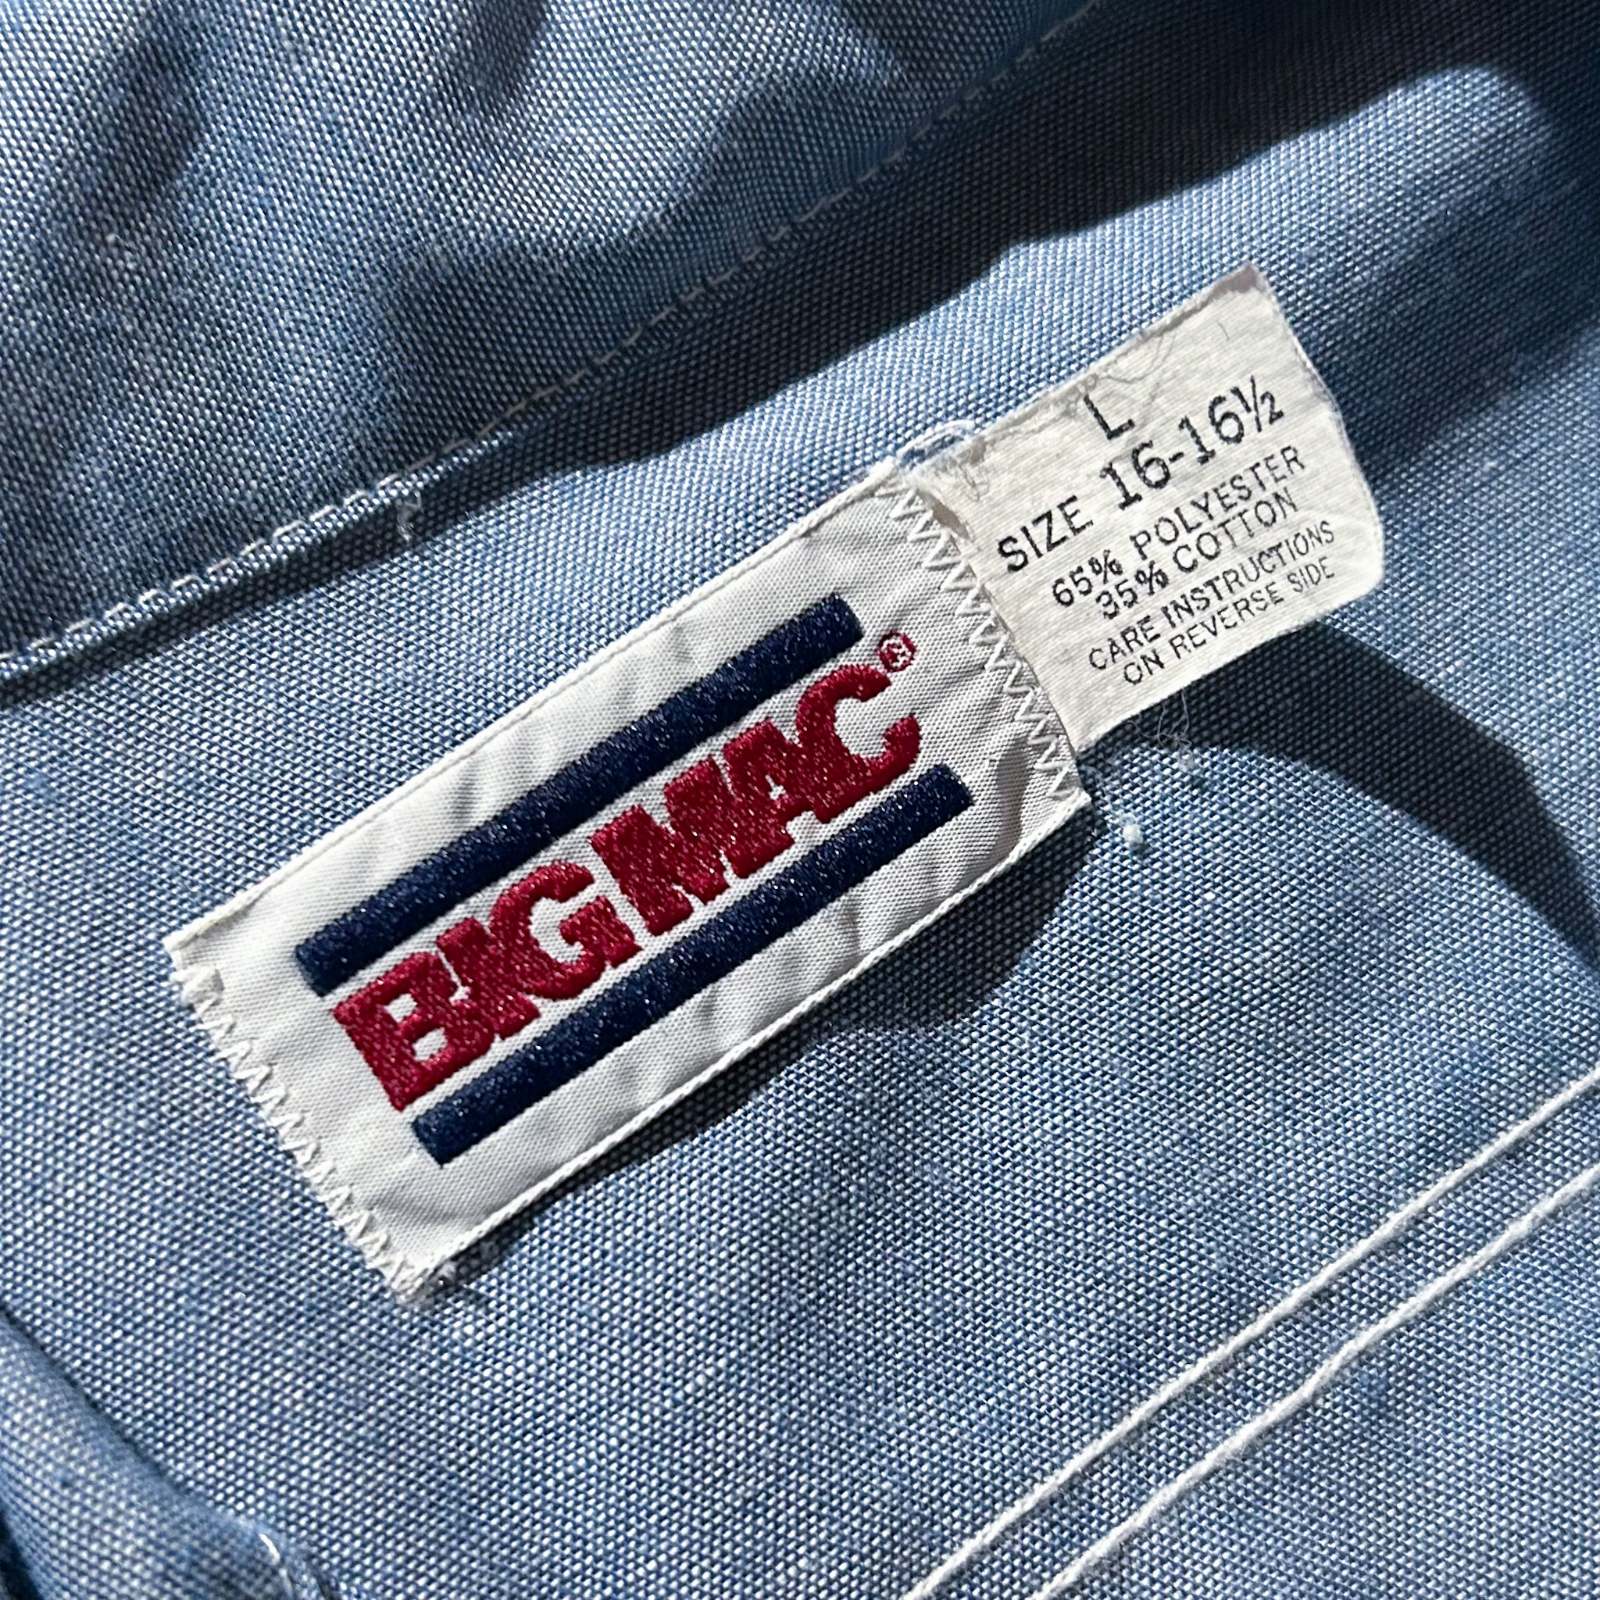 BIG MAC®
L
SIZE 16-16½
65% POLYESTER
35% COTTON
CARE INSTRUCTIONS
ON REVERSE SIDE